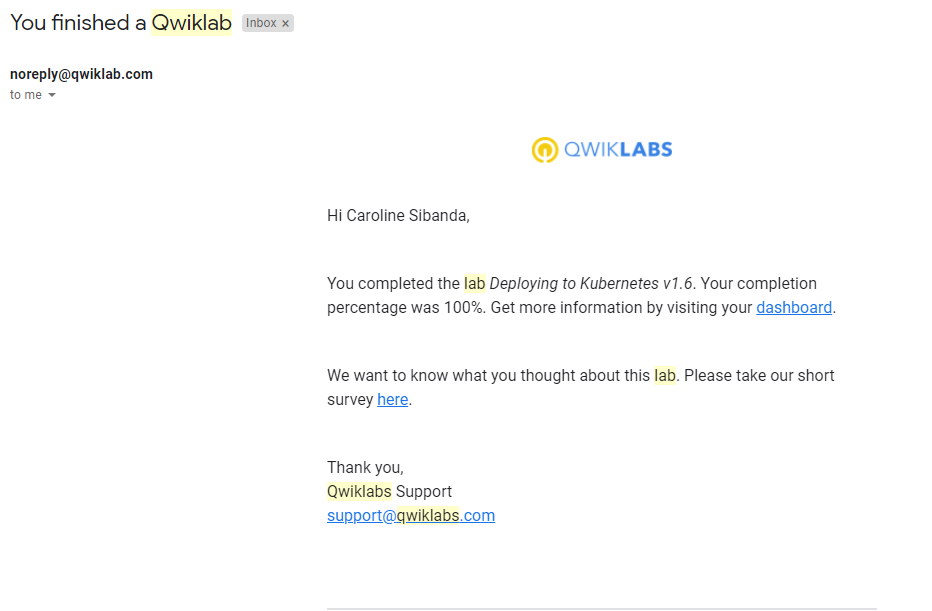 You finished a Qwiklab Inbox ×
noreply@qwiklab.com
to me
QWIKLABS
Hi Caroline Sibanda,
You completed the lab Deploying to Kubernetes v1.6. Your completion
percentage was 100%. Get more information by visiting your dashboard.
We want to know what you thought about this lab. Please take our short
survey here.
Thank you,
Qwiklabs Support
support@qwiklabs.com